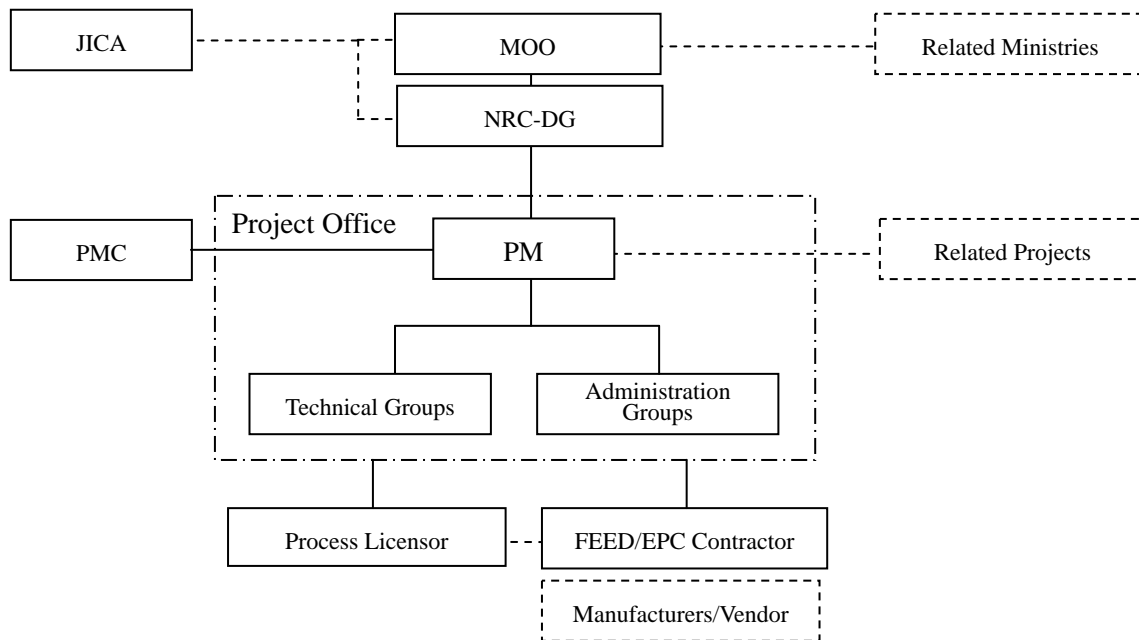 JICA
MOO
Related Ministries
NRC-DG
Project Office
PMC
PM
Related Projects
Technical Groups
Administration
Groups
Process Licensor
FEED/EPC Contractor
Manufacturers/Vendor